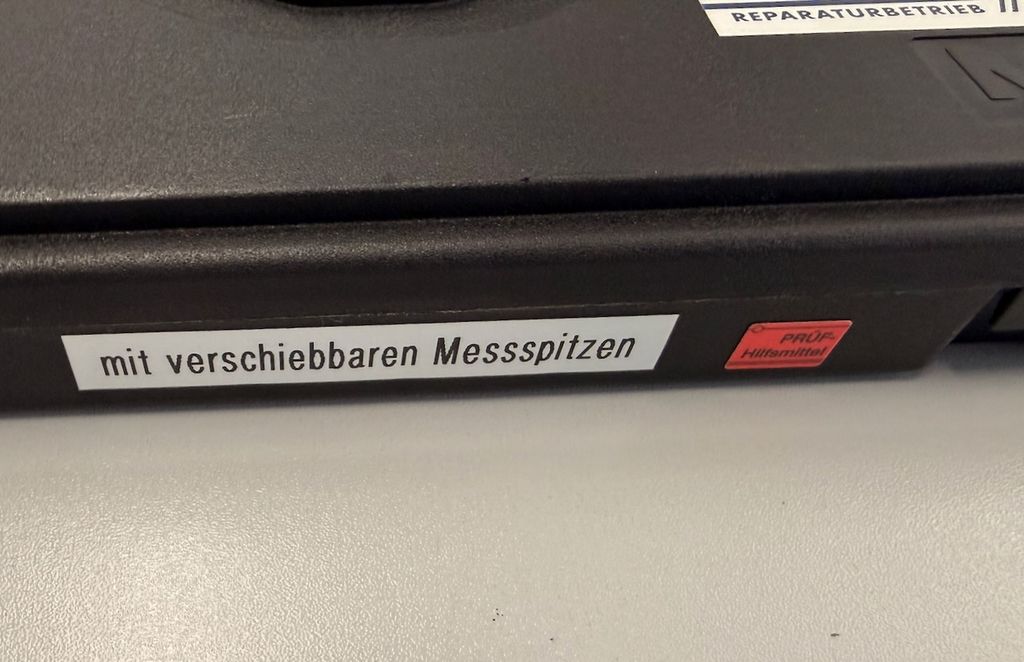 REPARATURBETRIEB
mit verschiebbaren Messspitzen
PRÜF-
Hilfsmittel